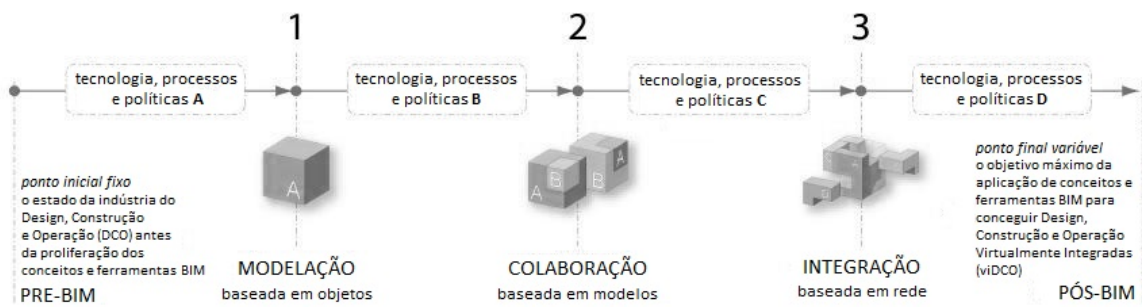 1
2
3
tecnologia, processos
e políticas A
tecnologia, processos
e políticas B
tecnologia, processos
e políticas C
tecnologia, processos
e políticas D
ponto inicial fixo
o estado da indústria do
Design, Construção
e Operação (DCO) antes
da proliferação dos
conceitos e ferramentas BIM
PRE-BIM
A
MODELAÇÃO
baseada em objetos
A
B
B
A
COLABORAÇÃO
baseada em modelos
INTEGRAÇÃO
baseada em rede
ponto final variável
o objetivo máximo da
aplicação de conceitos e
ferramentas BIM para
conceguir Design,
Construção e Operação
Virtualmente Integradas
(viDCO)
PÓS-BIM